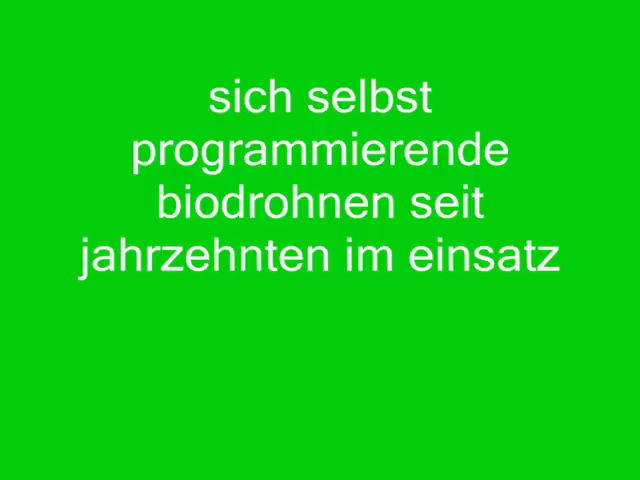 sich selbst
programmierende
biodrohnen seit
jahrzehnten im einsatz